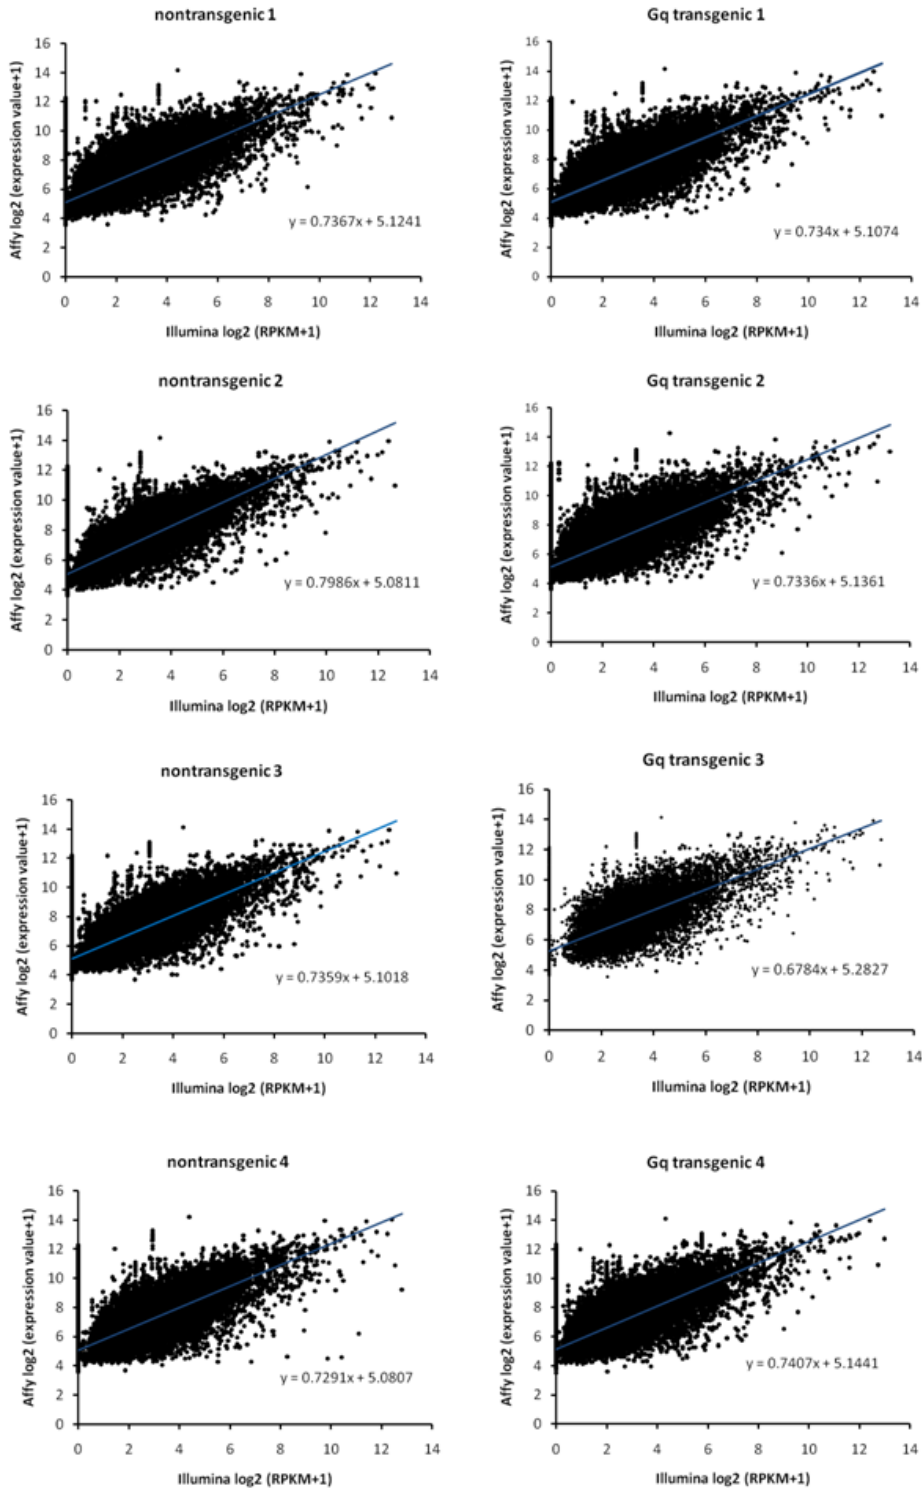 nontransgenic 1
Affy log2 (expression value+1)
16
14
12
10
8
6
4
2
0
y = 0.7367x + 5.1241
0 2 4 6 8 10 12 14
Illumina log2 (RPKM+1)
Gq transgenic 1
Affy log2 (expression value+1)
16
14
12
10
8
6
4
2
0
y = 0.734x + 5.1074
0 2 4 6 8 10 12 14
Illumina log2 (RPKM+1)
nontransgenic 2
Affy log2 (expression value+1)
16
14
12
10
8
6
4
2
0
y = 0.7986x + 5.0811
0 2 4 6 8 10 12 14
Illumina log2 (RPKM+1)
Gq transgenic 2
Affy log2 (expression value+1)
16
14
12
10
8
6
4
2
0
y = 0.7336x + 5.1361
0 2 4 6 8 10 12 14
Illumina log2 (RPKM+1)
nontransgenic 3
Affy log2 (expression value+1)
16
14
12
10
8
6
4
2
0
y = 0.7359x + 5.1018
0 2 4 6 8 10 12 14
Illumina log2 (RPKM+1)
Gq transgenic 3
Affy log2 (expression value+1)
16
14
12
10
8
6
4
2
0
y = 0.6784x + 5.2827
0 2 4 6 8 10 12 14
Illumina log2 (RPKM+1)
nontransgenic 4
Affy log2 (expression value+1)
16
14
12
10
8
6
4
2
0
y = 0.7291x + 5.0807
0 2 4 6 8 10 12 14
Illumina log2 (RPKM+1)
Gq transgenic 4
Affy log2 (expression value+1)
16
14
12
10
8
6
4
2
0
y = 0.7407x + 5.1441
0 2 4 6 8 10 12 14
Illumina log2 (RPKM+1)